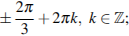 ± 2π/3 + 2πk, k ∈ ℤ;